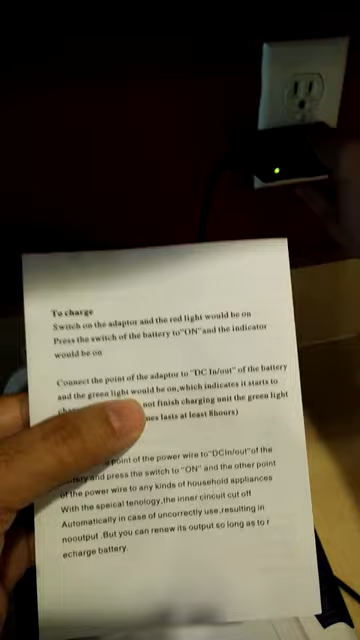 To charge
Switch on the adaptor and the red light would be on
Press the switch of the battery to"ON"and the indicator
would be on
Connect the point of the adaptor to "DC In/out" of the battery
and the green light would be on,which indicates it starts to
not finish charging unit the green light
lasts at least 8hours)
point of the power wire to"DCIn/out"of the
and press the switch to "ON" and the other point
of the power wire to any kinds of household appliances
With the speical tenology,the inner circuil cut off
Automatically in case of uncorrectly use,resulting in
nooutput .But you can renew its output so long as to r
echarge battery.